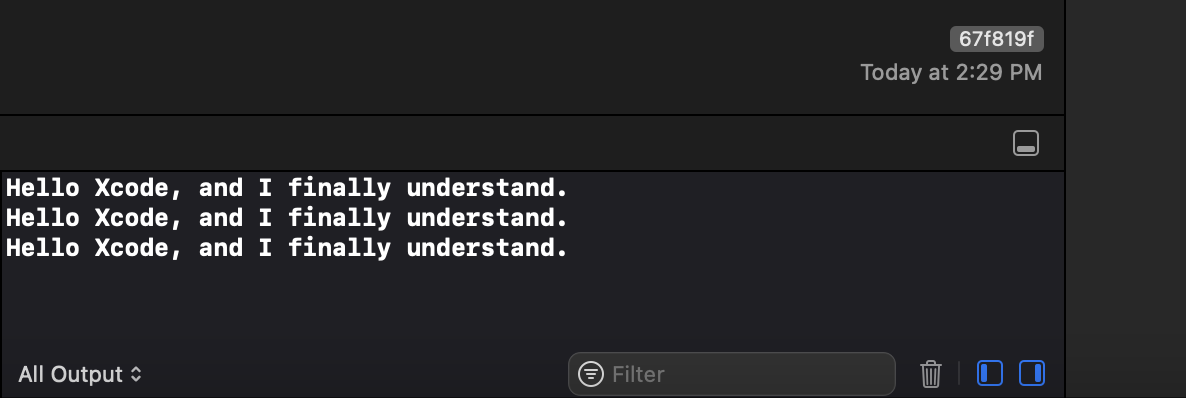 67f819f
Today at 2:29 PM
Hello Xcode, and I finally understand.
Hello Xcode, and I finally understand.
Hello Xcode, and I finally understand.
All Output
Filter